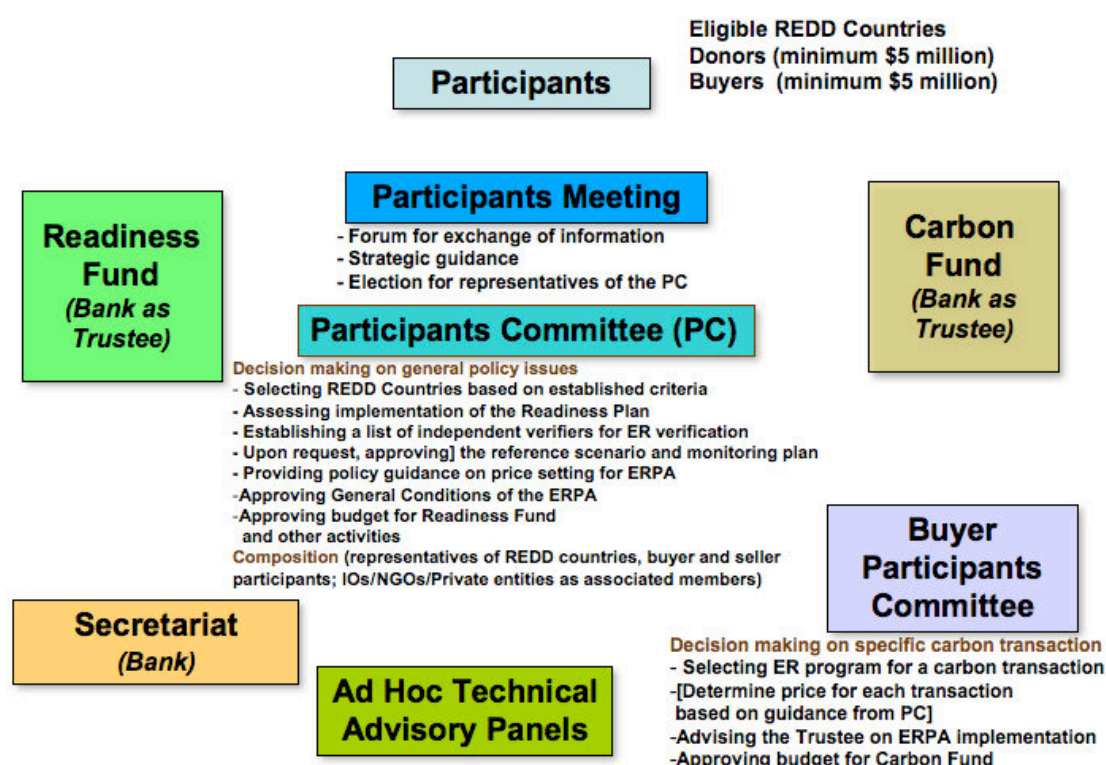 Eligible REDD Countries
Donors (minimum $5 million)
Buyers (minimum $5 million)
Participants
Participants Meeting
- Forum for exchange of information
- Strategic guidance
- Election for representatives of the PC
Readiness
Fund
(Bank as
Trustee)
Carbon
Fund
(Bank as
Trustee)
Participants Committee (PC)
Decision making on general policy issues
- Selecting REDD Countries based on established criteria
- Assessing implementation of the Readiness Plan
- Establishing a list of independent verifiers for ER verification
- Upon request, approving] the reference scenario and monitoring plan
- Providing policy guidance on price setting for ERPA
-Approving General Conditions of the ERPA
-Approving budget for Readiness Fund
and other activities
Composition (representatives of REDD countries, buyer and seller
participants; IOs/NGOs/Private entities as associated members)
Buyer
Participants
Committee
Decision making on specific carbon transaction
- Selecting ER program for a carbon transaction
-[Determine price for each transaction
based on guidance from PC]
-Advising the Trustee on ERPA implementation
-Approving budget for Carbon Fund
Secretariat
(Bank)
Ad Hoc Technical
Advisory Panels